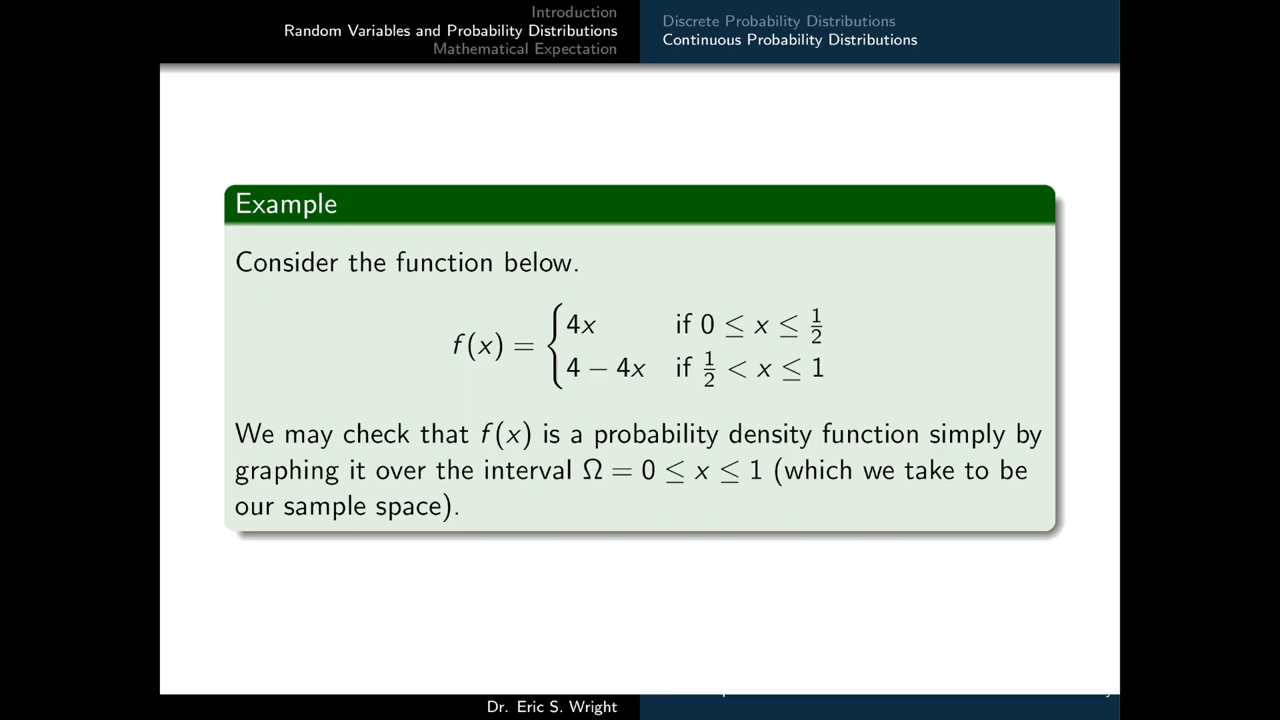 Introduction
Random Variables and Probability Distributions
Mathematical Expectation
Discrete Probability Distributions
Continuous Probability Distributions
Example
Consider the function below.
f(x) = { 4x if 0 ≤ x ≤ 1/2
4 − 4x if 1/2 < x ≤ 1
We may check that f(x) is a probability density function simply by
graphing it over the interval Ω = 0 ≤ x ≤ 1 (which we take to be
our sample space).
Dr. Eric S. Wright